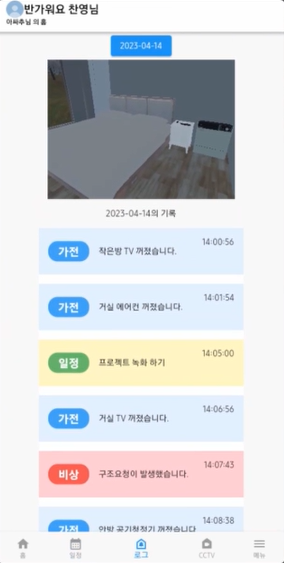 반가워요 찬영님
아싸주님 의 홈
2023-04-14
2023-04-14의 기록
14:00:56
가전 작은방 TV 꺼졌습니다.
14:01:54
가전 거실 에어컨 꺼졌습니다.
14:05:00
일정 프로젝트 녹화 하기
14:06:56
가전 거실 TV 꺼졌습니다.
14:07:43
비상 구조요청이 발생했습니다.
14:08:38
가전 안방 공기청정기 꺼졌습니다
홈 일정 로그 CCTV 메뉴